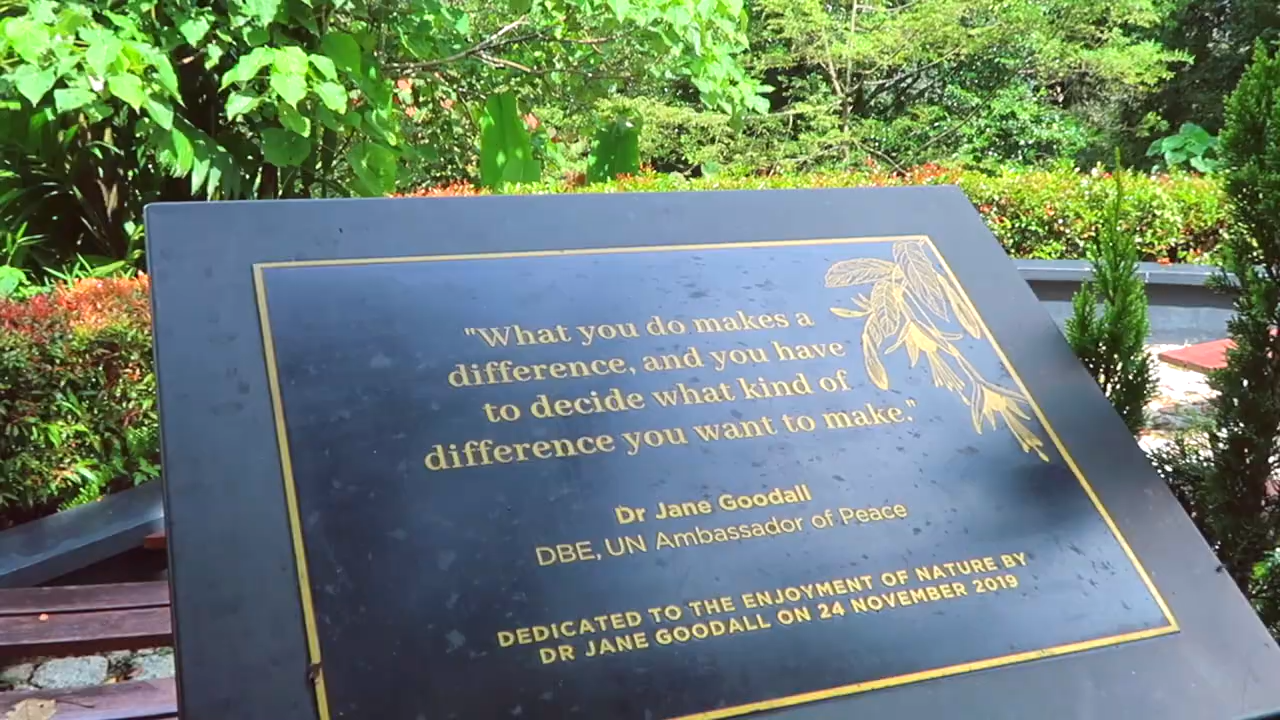 "What you do makes a
difference, and you have
to decide what kind of
difference you want to make."
Dr Jane Goodall
DBE, UN Ambassador of Peace
DEDICATED TO THE ENJOYMENT OF NATURE BY
DR JANE GOODALL ON 24 NOVEMBER 2019